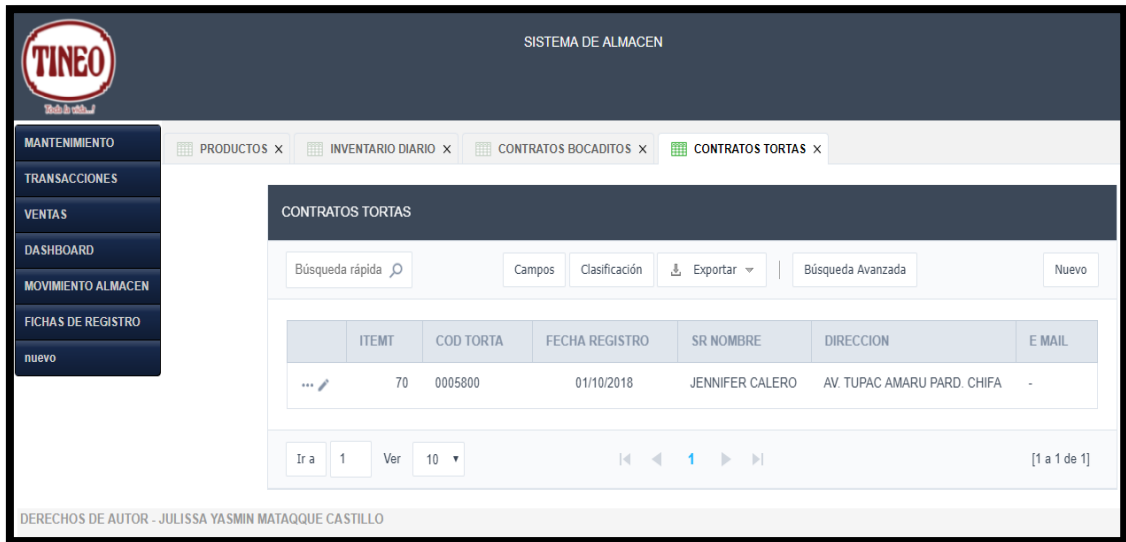 TINEO
Toda la vida...!
SISTEMA DE ALMACEN
MANTENIMIENTO
TRANSACCIONES
VENTAS
DASHBOARD
MOVIMIENTO ALMACEN
FICHAS DE REGISTRO
nuevo
PRODUCTOS X INVENTARIO DIARIO X CONTRATOS BOCADITOS X CONTRATOS TORTAS X
CONTRATOS TORTAS
Búsqueda rápida Campos Clasificación Exportar Búsqueda Avanzada Nuevo
ITEMT COD TORTA FECHA REGISTRO SR NOMBRE DIRECCION E MAIL
... 70 0005800 01/10/2018 JENNIFER CALERO AV. TUPAC AMARU PARD. CHIFA -
Ir a 1 Ver 10 1 [1 a 1 de 1]
DERECHOS DE AUTOR - JULISSA YASMIN MATAQQUE CASTILLO